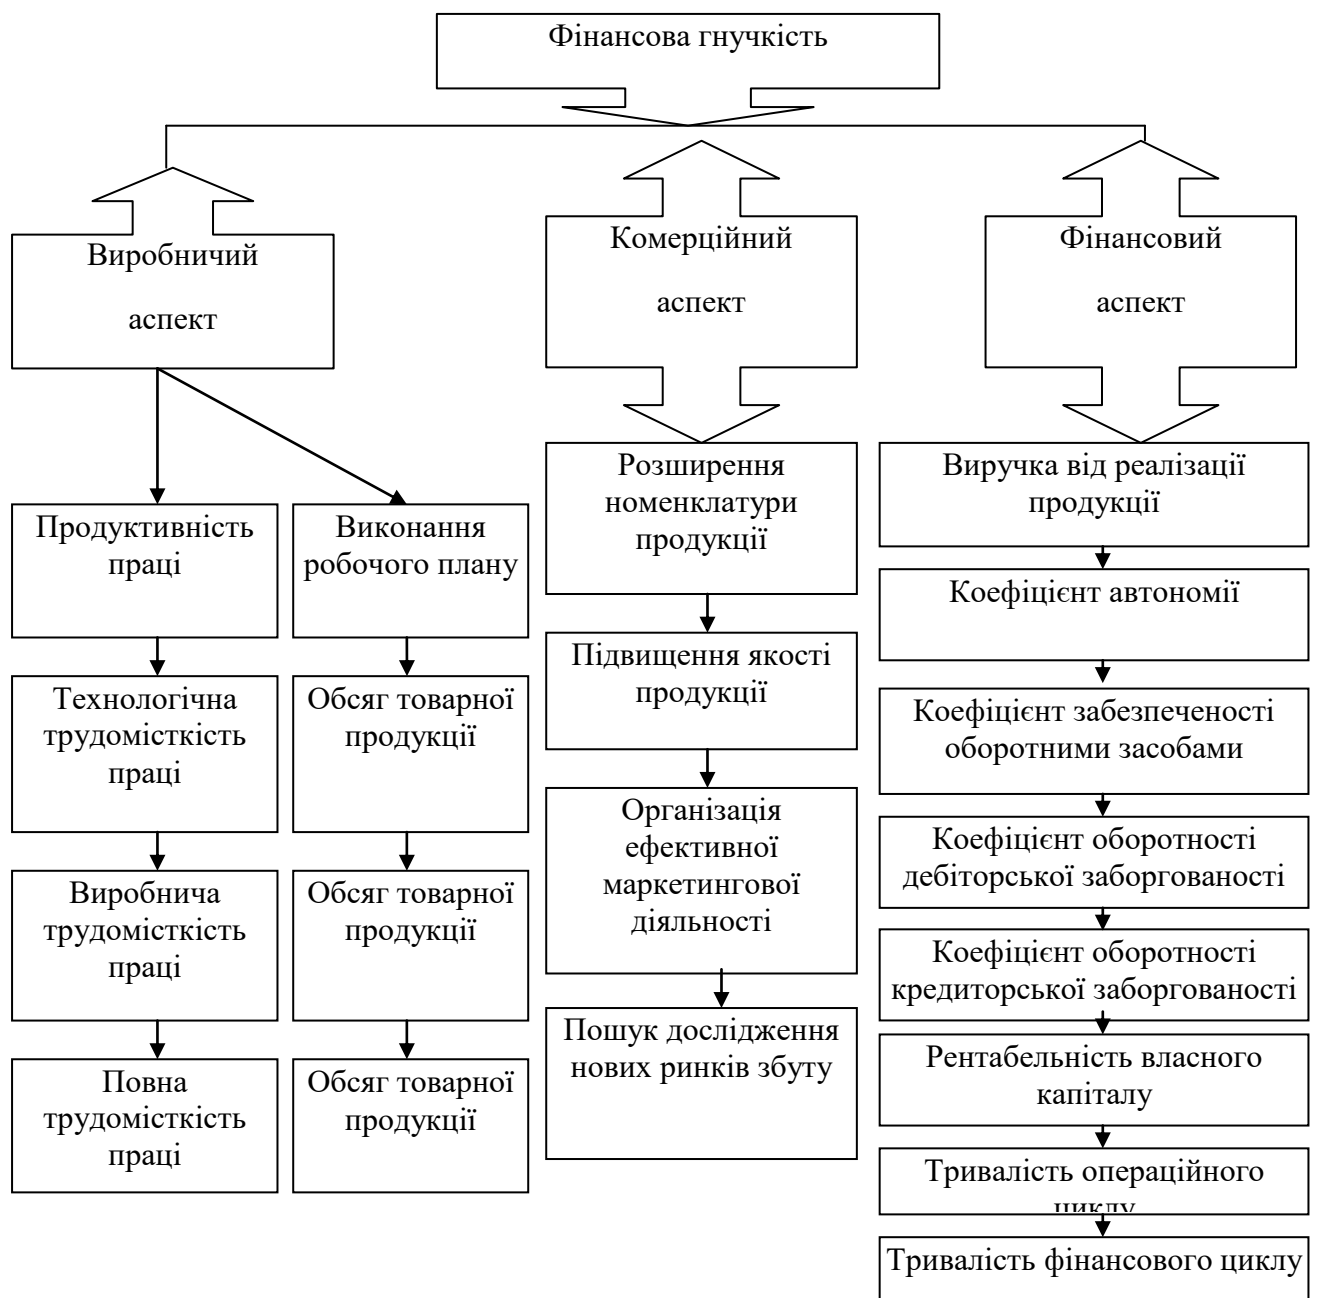 Фінансова гнучкість
Виробничий
аспект
Комерційний
аспект
Фінансовий
аспект
Продуктивність
праці
Технологічна
трудомісткість
праці
Виробнича
трудомісткість
праці
Повна
трудомісткість
праці
Виконання
робочого плану
Обсяг товарної
продукції
Обсяг товарної
продукції
Обсяг товарної
продукції
Розширення
номенклатури
продукції
Підвищення якості
продукції
Організація
ефективної
маркетингової
діяльності
Пошук дослідження
нових ринків збуту
Виручка від реалізації
продукції
Коефіцієнт автономії
Коефіцієнт забезпеченості
оборотними засобами
Коефіцієнт оборотності
дебіторської заборгованості
Коефіцієнт оборотності
кредиторської заборгованості
Рентабельність власного
капіталу
Тривалість операційного
циклу
Тривалість фінансового циклу